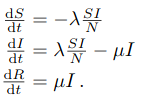 dS/dt = −λ SI/N
dI/dt = λ SI/N − μI
dR/dt = μI .